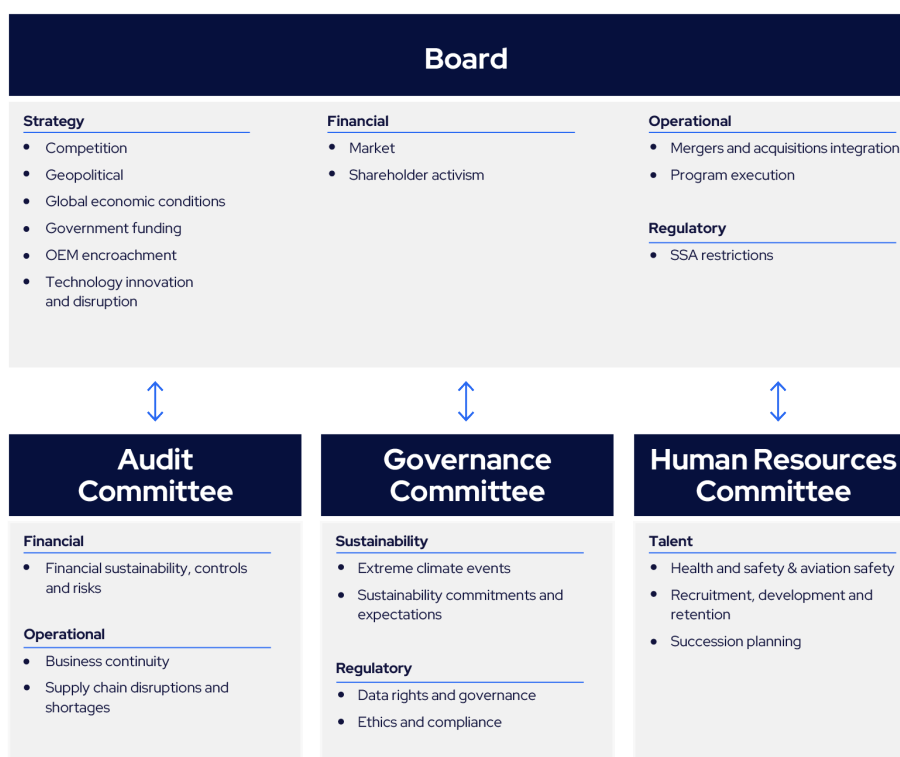 Board
Strategy
• Competition
• Geopolitical
• Global economic conditions
• Government funding
• OEM encroachment
• Technology innovation
and disruption
Financial
• Market
• Shareholder activism
Operational
• Mergers and acquisitions integration
• Program execution
Regulatory
• SSA restrictions
Audit
Committee
Financial
• Financial sustainability, controls
and risks
Operational
• Business continuity
• Supply chain disruptions and
shortages
Governance
Committee
Sustainability
• Extreme climate events
• Sustainability commitments and
expectations
Regulatory
• Data rights and governance
• Ethics and compliance
Human Resources
Committee
Talent
• Health and safety & aviation safety
• Recruitment, development and
retention
• Succession planning